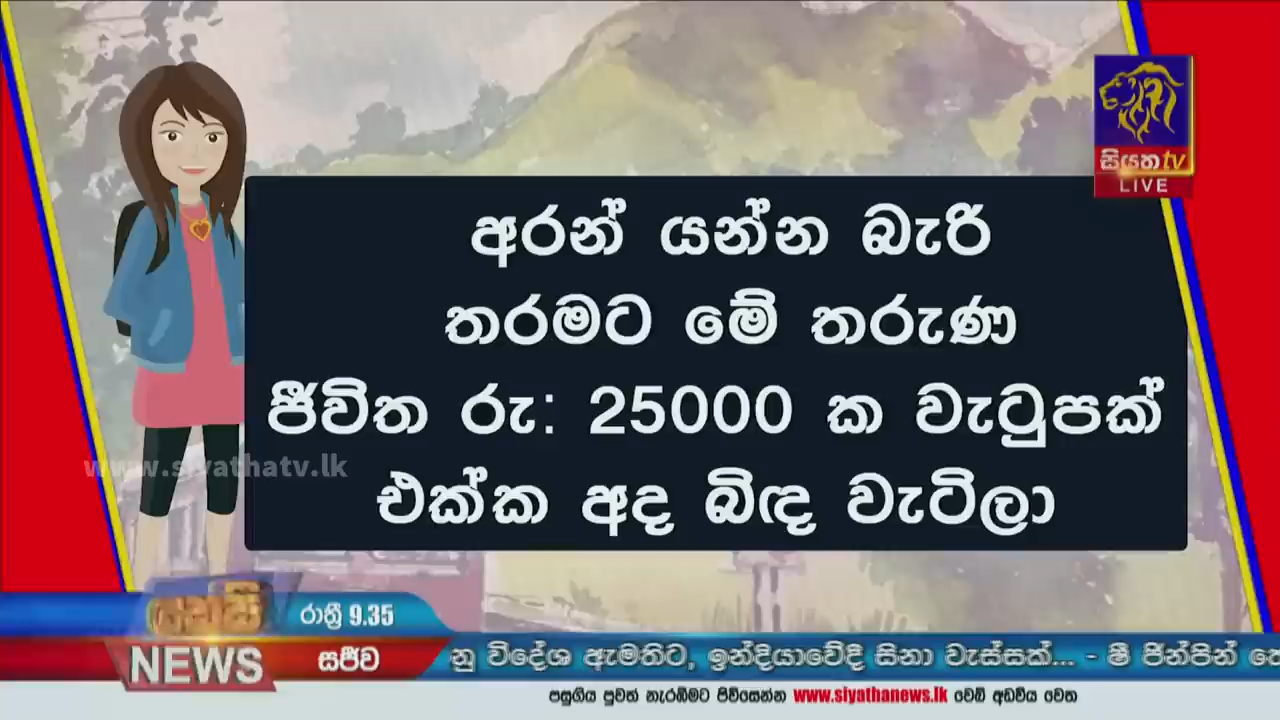 සියත tv
LIVE
අරන් යන්න බැරි
තරමට මේ තරුණ
ජීවිත රු: 25000 ක වැටුපක්
එක්ක අද බිඳ වැටිලා
www.siyathatv.lk
රාත්‍රී 9.35
NEWS
සජීව
නු විදේශ ඇමතිට, ඉන්දියාවේදී සිනා වැස්සක්... - ෂී ජින්පින්
පසුගිය පුවත් නැරඹීමට පිවිසෙන්න www.siyathanews.lk වෙබ් අඩවිය වෙත